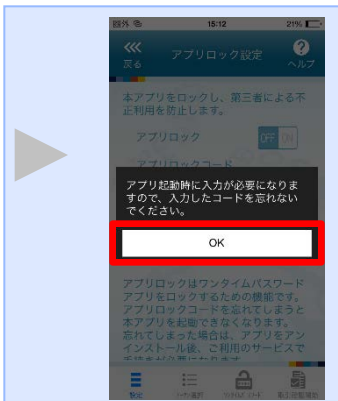 圏外
15:12
21%
戻る
アプリロック設定
ヘルプ
本アプリをロックし、第三者による不
正利用を防止します。
アプリロック
OFF ON
アプリロックコード
アプリ起動時に入力が必要になりま
すので、入力したコードを忘れない
でください。
OK
アプリロックはワンタイムパスワード
アプリをロックするための機能です。
アプリロックコードを忘れてしまうと
本アプリを起動できなくなります。
忘れてしまった場合は、アプリをアン
インストール後、ご利用のサービスで
設定